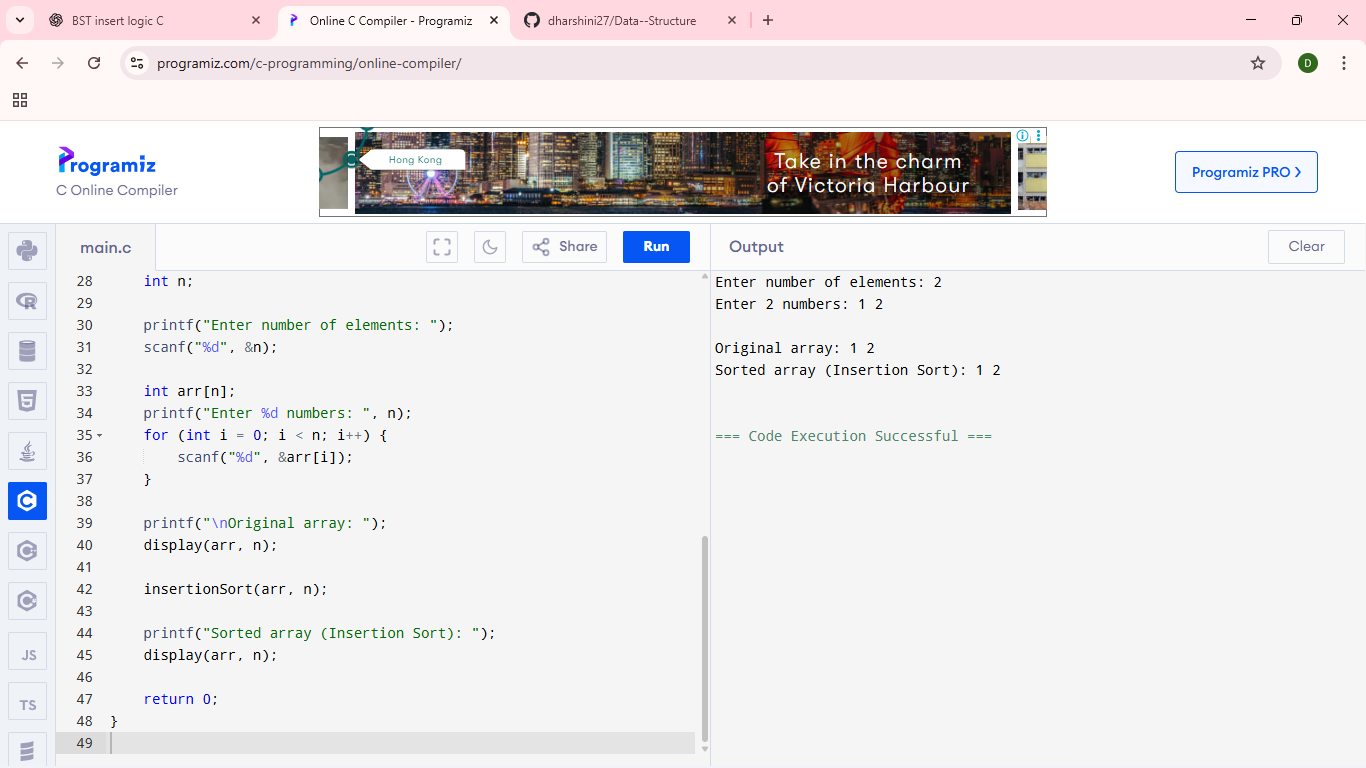 BST insert logic C
Online C Compiler - Programiz
dharshini27/Data--Structure
programiz.com/c-programming/online-compiler/
D
Programiz
C Online Compiler
Hong Kong
Take in the charm
of Victoria Harbour
Programiz PRO
main.c
Share
Run
Output
Clear
28 int n;
29
30 printf("Enter number of elements: ");
31 scanf("%d", &n);
32
33 int arr[n];
34 printf("Enter %d numbers: ", n);
35 for (int i = 0; i < n; i++) {
36 scanf("%d", &arr[i]);
37 }
38
39 printf("\nOriginal array: ");
40 display(arr, n);
41
42 insertionSort(arr, n);
43
44 printf("Sorted array (Insertion Sort): ");
45 display(arr, n);
46
47 return 0;
48 }
49
Enter number of elements: 2
Enter 2 numbers: 1 2
Original array: 1 2
Sorted array (Insertion Sort): 1 2
=== Code Execution Successful ===
JS
TS